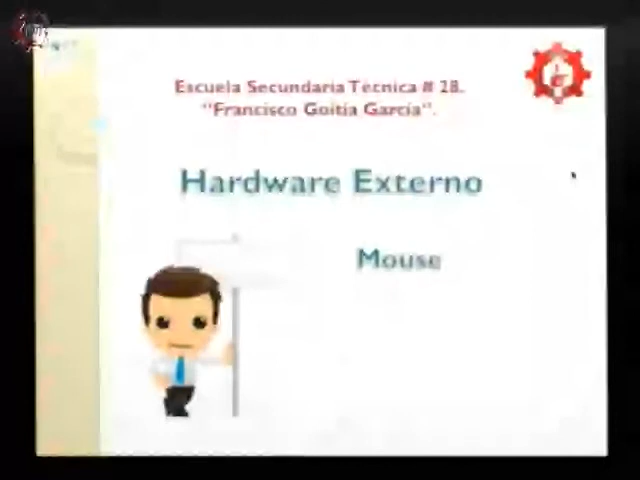 Escuela Secundaria Técnica # 28.
"Francisco Goitia García".
Hardware Externo
Mouse